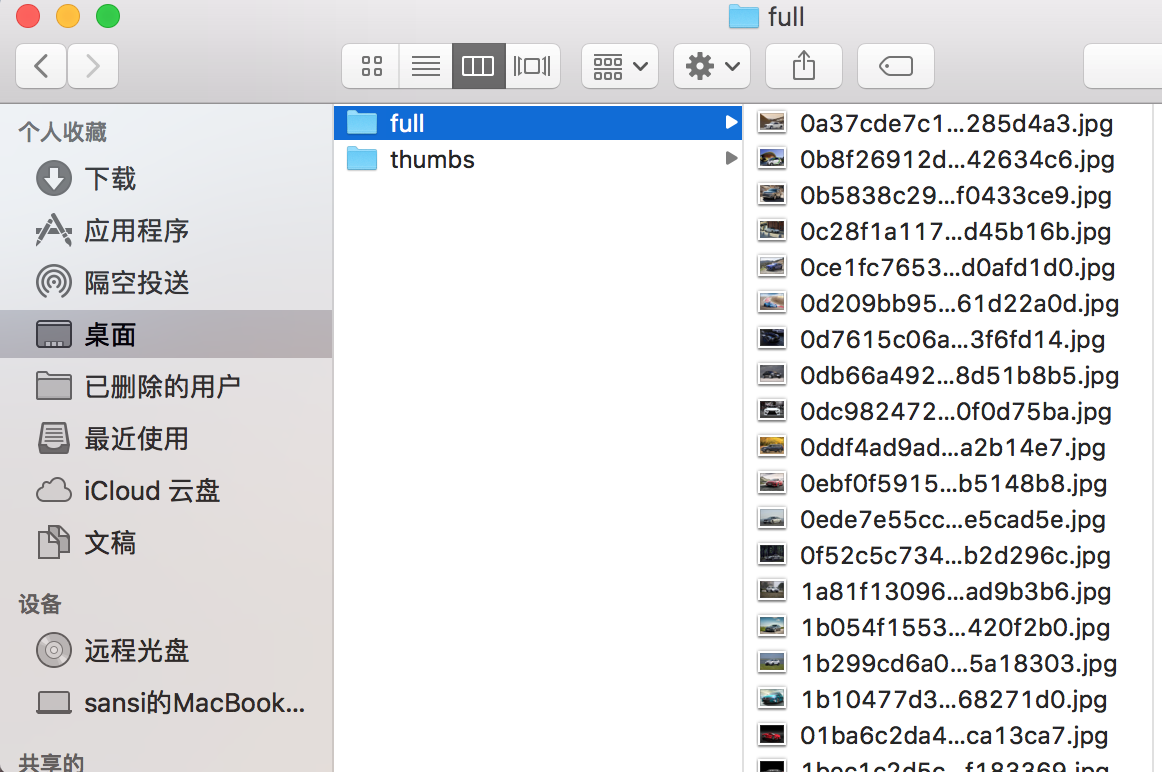 full
个人收藏
下载
应用程序
隔空投送
桌面
已删除的用户
最近使用
iCloud 云盘
文稿
设备
远程光盘
sansi的MacBook...
共享的
full
thumbs
0a37cde7c1...285d4a3.jpg
0b8f26912d...42634c6.jpg
0b5838c29...f0433ce9.jpg
0c28f1a117...d45b16b.jpg
0ce1fc7653...d0afd1d0.jpg
0d209bb95...61d22a0d.jpg
0d7615c06a...3f6fd14.jpg
0db66a492...8d51b8b5.jpg
0dc982472...0f0d75ba.jpg
0ddf4ad9ad...a2b14e7.jpg
0ebf0f5915...b5148b8.jpg
0ede7e55cc...e5cad5e.jpg
0f52c5c734...b2d296c.jpg
1a81f13096...ad9b3b6.jpg
1b054f1553...420f2b0.jpg
1b299cd6a0...5a18303.jpg
1b10477d3...68271d0.jpg
01ba6c2da4...ca13ca7.jpg
1bec1c2d5c...f183369.jpg